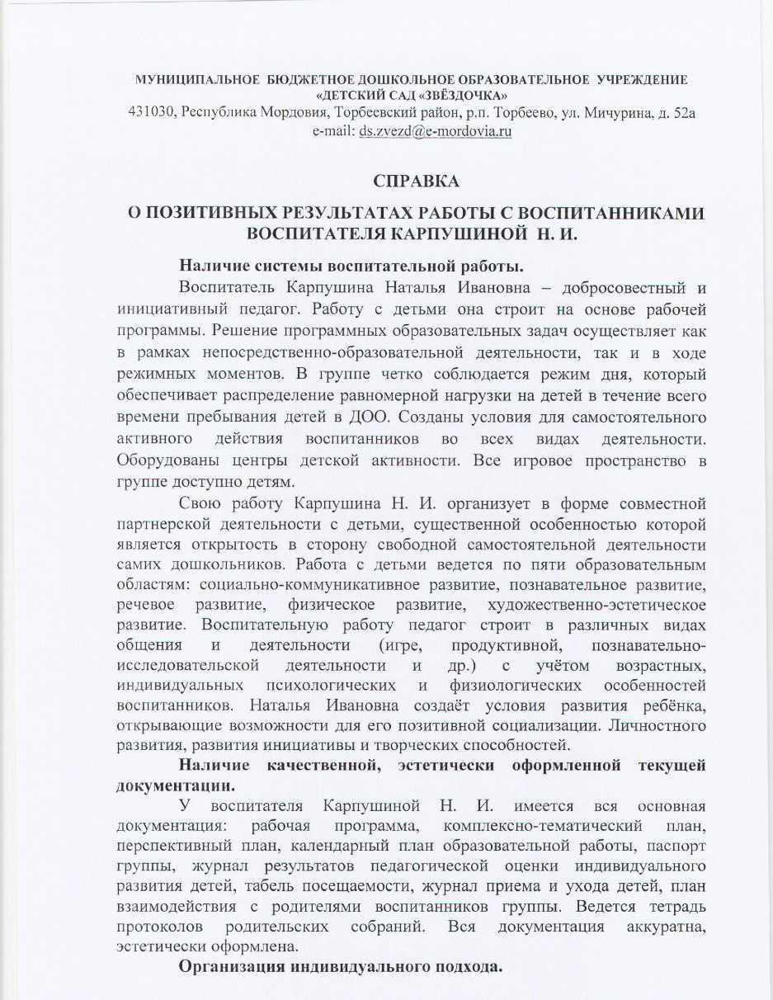 МУНИЦИПАЛЬНОЕ БЮДЖЕТНОЕ ДОШКОЛЬНОЕ ОБРАЗОВАТЕЛЬНОЕ УЧРЕЖДЕНИЕ
«ДЕТСКИЙ САД «ЗВЁЗДОЧКА»
431030, Республика Мордовия, Торбеевский район, р.п. Торбеево, ул. Мичурина, д. 52а
e-mail: ds.zvezd@e-mordovia.ru
СПРАВКА
О ПОЗИТИВНЫХ РЕЗУЛЬТАТАХ РАБОТЫ С ВОСПИТАННИКАМИ
ВОСПИТАТЕЛЯ КАРПУШИНОЙ Н. И.
Наличие системы воспитательной работы.
Воспитатель Карпушина Наталья Ивановна – добросовестный и
инициативный педагог. Работу с детьми она строит на основе рабочей
программы. Решение программных образовательных задач осуществляет как
в рамках непосредственно-образовательной деятельности, так и в ходе
режимных моментов. В группе четко соблюдается режим дня, который
обеспечивает распределение равномерной нагрузки на детей в течение всего
времени пребывания детей в ДОО. Созданы условия для самостоятельного
активного действия воспитанников во всех видах деятельности.
Оборудованы центры детской активности. Все игровое пространство в
группе доступно детям.
Свою работу Карпушина Н. И. организует в форме совместной
партнерской деятельности с детьми, существенной особенностью которой
является открытость в сторону свободной самостоятельной деятельности
самих дошкольников. Работа с детьми ведется по пяти образовательным
областям: социально-коммуникативное развитие, познавательное развитие,
речевое развитие, физическое развитие, художественно-эстетическое
развитие. Воспитательную работу педагог строит в различных видах
общения и деятельности (игре, продуктивной, познавательно-
исследовательской деятельности и др.) с учётом возрастных,
индивидуальных психологических и физиологических особенностей
воспитанников. Наталья Ивановна создаёт условия развития ребёнка,
открывающие возможности для его позитивной социализации. Личностного
развития, развития инициативы и творческих способностей.
Наличие качественной, эстетически оформленной текущей
документации.
У воспитателя Карпушиной Н. И. имеется вся основная
документация: рабочая программа, комплексно-тематический план,
перспективный план, календарный план образовательной работы, паспорт
группы, журнал результатов педагогической оценки индивидуального
развития детей, табель посещаемости, журнал приема и ухода детей, план
взаимодействия с родителями воспитанников группы. Ведется тетрадь
протоколов родительских собраний. Вся документация аккуратна,
эстетически оформлена.
Организация индивидуального подхода.